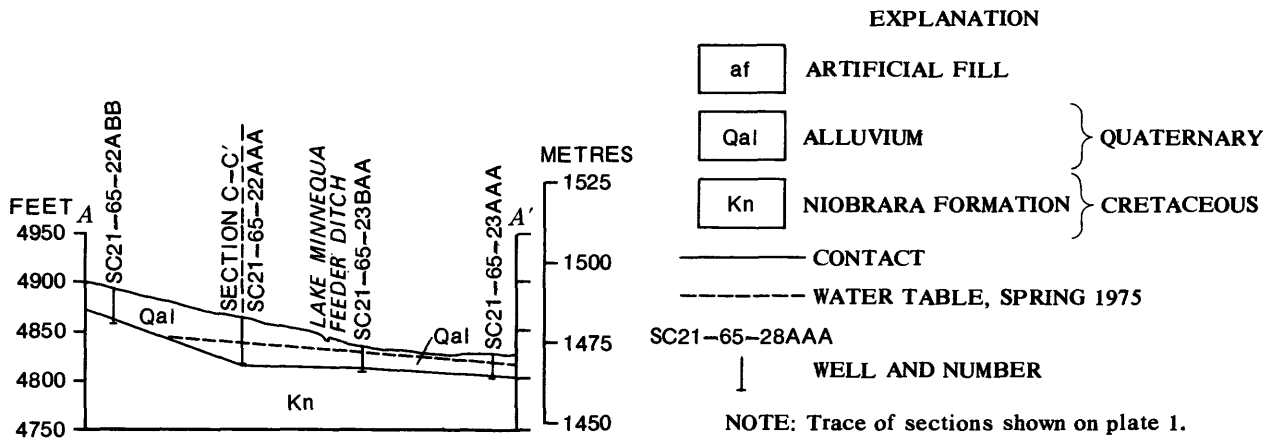 EXPLANATION
af ARTIFICIAL FILL
Qal ALLUVIUM QUATERNARY
Kn NIOBRARA FORMATION CRETACEOUS
CONTACT
WATER TABLE, SPRING 1975
SC21-65-28AAA
WELL AND NUMBER
NOTE: Trace of sections shown on plate 1.
FEET
A
4950
4900
4850
4800
4750
SC21-65-22ABB
SECTION C-C'
SC21-65-22AAA
LAKE MINNEQUA
FEEDER DITCH
SC21-65-23BAA
SC21-65-23AAA
A'
METRES
1525
1500
1475
1450
Qal
Qal
Kn